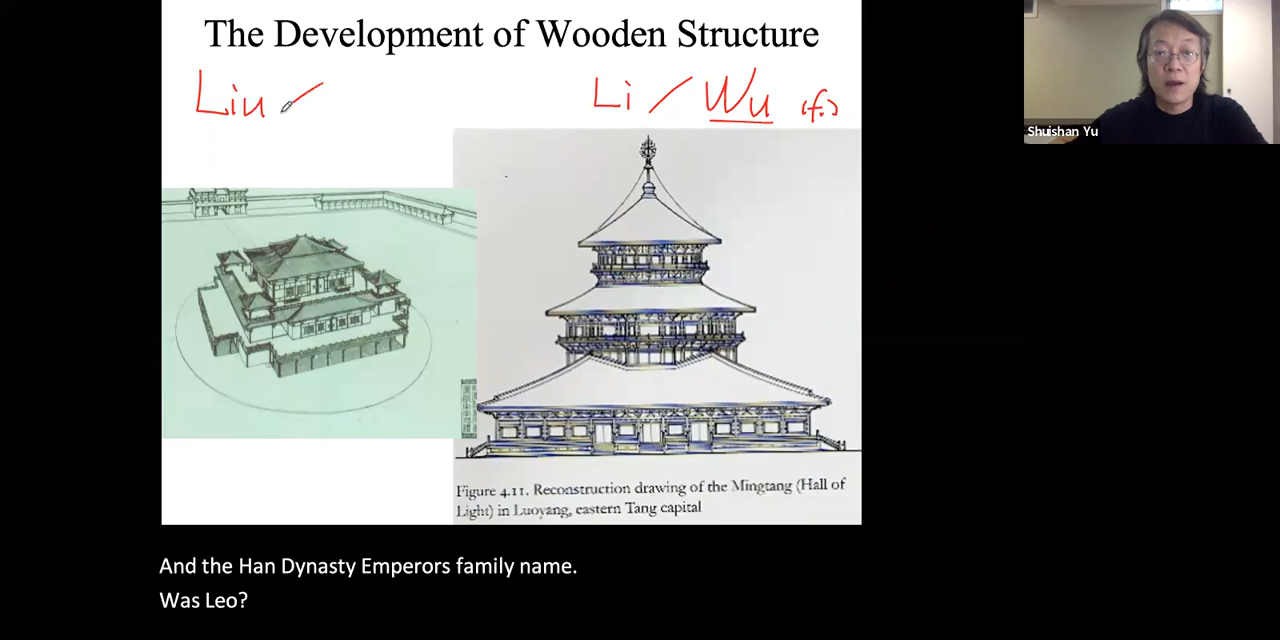 The Development of Wooden Structure
Liu /
Li / Wu (f.)
Shuishan Yu
Figure 4.11. Reconstruction drawing of the Mingtang (Hall of
Light) in Luoyang, eastern Tang capital
And the Han Dynasty Emperors family name.
Was Leo?